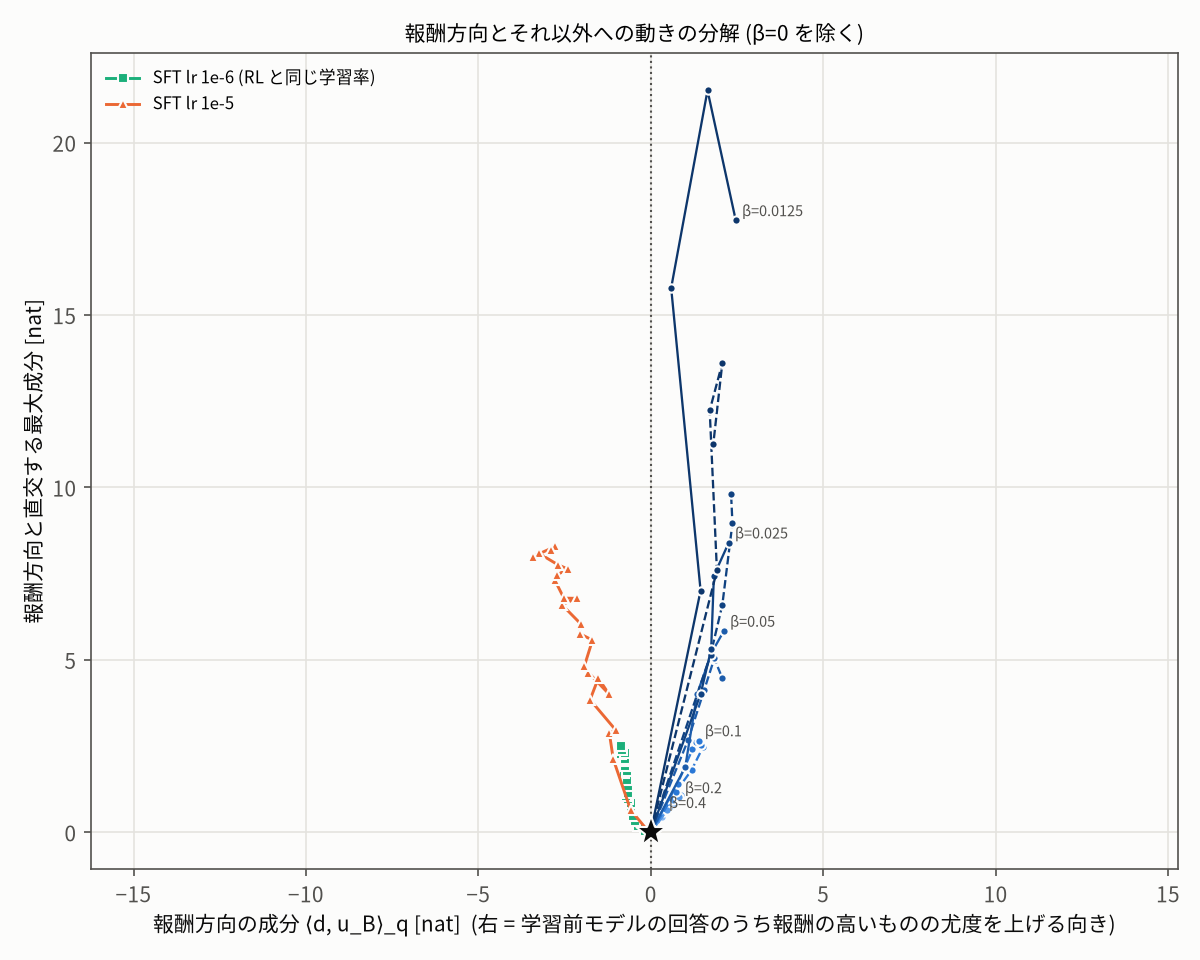 報酬方向とそれ以外への動きの分解 (β=0 を除く)
SFT lr 1e-6 (RL と同じ学習率)
SFT lr 1e-5
報酬方向と直交する最大成分 [nat]
20
15
10
5
0
β=0.0125
β=0.025
β=0.05
β=0.1
β=0.2
β=0.4
−15
−10
−5
0
5
10
15
報酬方向の成分 ⟨d, u_B⟩_q [nat] (右 = 学習前モデルの回答のうち報酬の高いものの尤度を上げる向き)